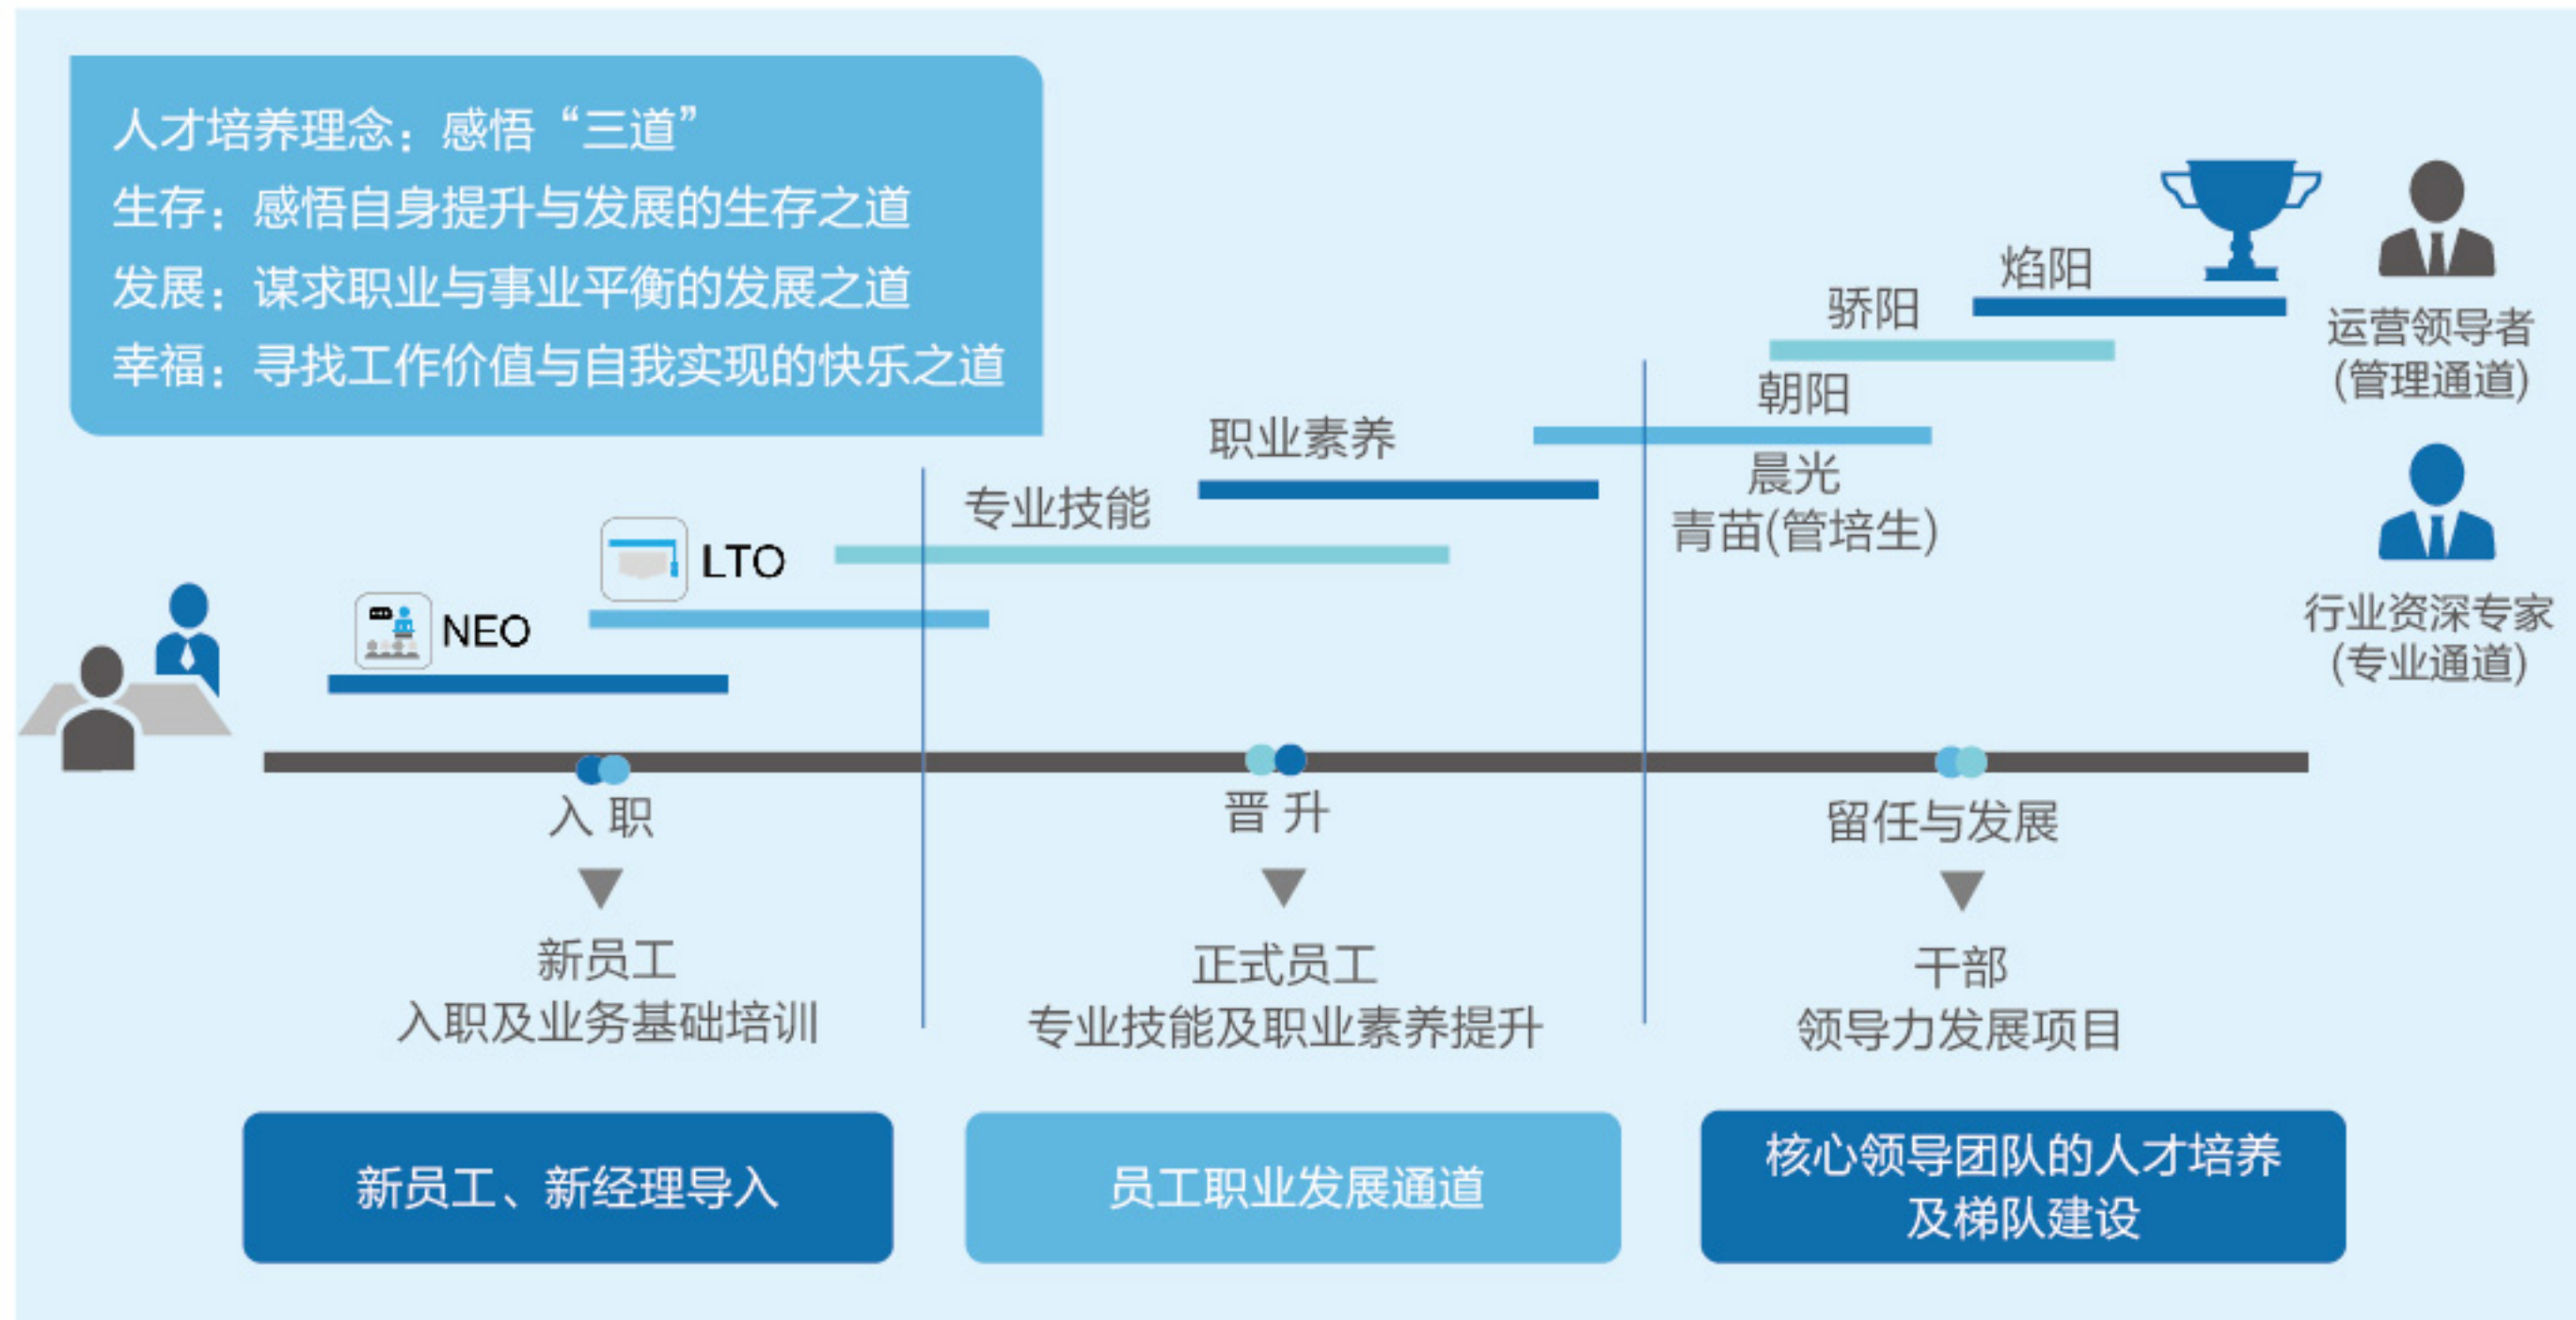 人才培养理念：感悟“三道”
生存：感悟自身提升与发展的生存之道
发展：谋求职业与事业平衡的发展之道
幸福：寻找工作价值与自我实现的快乐之道
NEO
LTO
专业技能
职业素养
朝阳
晨光
青苗(管培生)
骄阳
焰阳
运营领导者
(管理通道)
行业资深专家
(专业通道)
入 职
晋 升
留任与发展
新员工
入职及业务基础培训
正式员工
专业技能及职业素养提升
干部
领导力发展项目
新员工、新经理导入
员工职业发展通道
核心领导团队的人才培养
及梯队建设